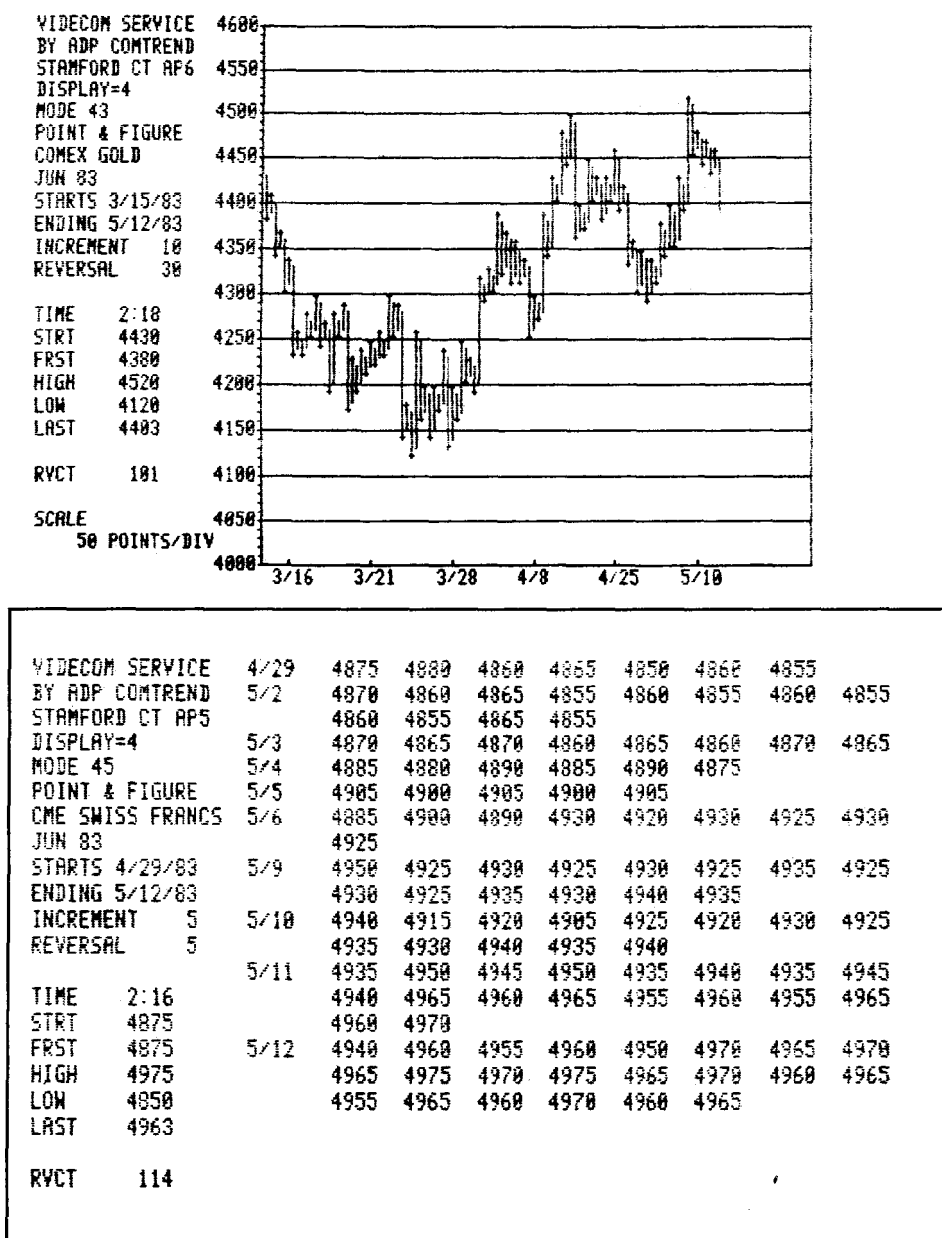 VIDECOM SERVICE 4600
BY ADP COMTREND
STAMFORD CT AP6 4550
DISPLAY=4
MODE 43 4500
POINT & FIGURE
COMEX GOLD 4450
JUN 83
STARTS 3/15/83 4400
ENDING 5/12/83
INCREMENT 10 4350
REVERSAL 30
4300
TIME 2:18
STRT 4430 4250
FRST 4380
HIGH 4520 4200
LOW 4120
LAST 4403 4150
RVCT 101 4100
SCALE 4050
50 POINTS/DIV
4000
3/16 3/21 3/28 4/8 4/25 5/10
VIDECOM SERVICE 4/29 4875 4880 4860 4865 4850 4860 4855
BY ADP COMTREND 5/2 4870 4860 4865 4855 4860 4855 4860 4855
STAMFORD CT AP5 4860 4855 4865 4855
DISPLAY=4 5/3 4870 4865 4870 4860 4865 4860 4870 4865
MODE 45 5/4 4885 4880 4890 4885 4890 4875
POINT & FIGURE 5/5 4905 4900 4905 4900 4905
CME SWISS FRANCS 5/6 4885 4900 4890 4930 4920 4930 4925 4930
JUN 83 4925
STARTS 4/29/83 5/9 4950 4925 4930 4925 4930 4925 4935 4925
ENDING 5/12/83 4930 4925 4935 4930 4940 4935
INCREMENT 5 5/10 4940 4915 4920 4905 4925 4920 4930 4925
REVERSAL 5 4935 4930 4940 4935 4940
5/11 4935 4950 4945 4950 4935 4940 4935 4945
TIME 2:16 4940 4965 4960 4965 4955 4960 4955 4965
STRT 4875 4960 4970
FRST 4875 5/12 4940 4960 4955 4960 4950 4970 4965 4970
HIGH 4975 4965 4975 4970 4975 4965 4970 4960 4965
LOW 4850 4955 4965 4960 4970 4960 4965
LAST 4963
RVCT 114